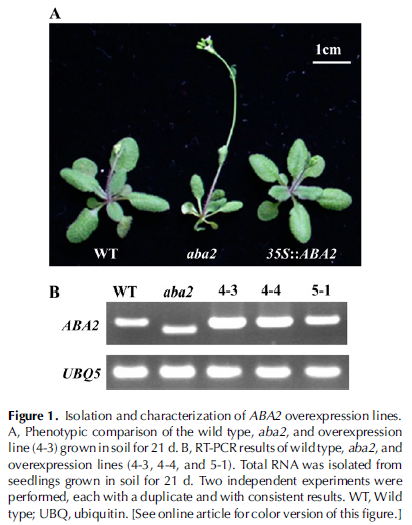 A
1cm
WT aba2 35S::ABA2
B
WT aba2 4-3 4-4 5-1
ABA2
UBQ5
Figure 1. Isolation and characterization of ABA2 overexpression lines.
A, Phenotypic comparison of the wild type, aba2, and overexpression
line (4-3) grown in soil for 21 d. B, RT-PCR results of wild type, aba2, and
overexpression lines (4-3, 4-4, and 5-1). Total RNA was isolated from
seedlings grown in soil for 21 d. Two independent experiments were
performed, each with a duplicate and with consistent results. WT, Wild
type; UBQ, ubiquitin. [See online article for color version of this figure.]